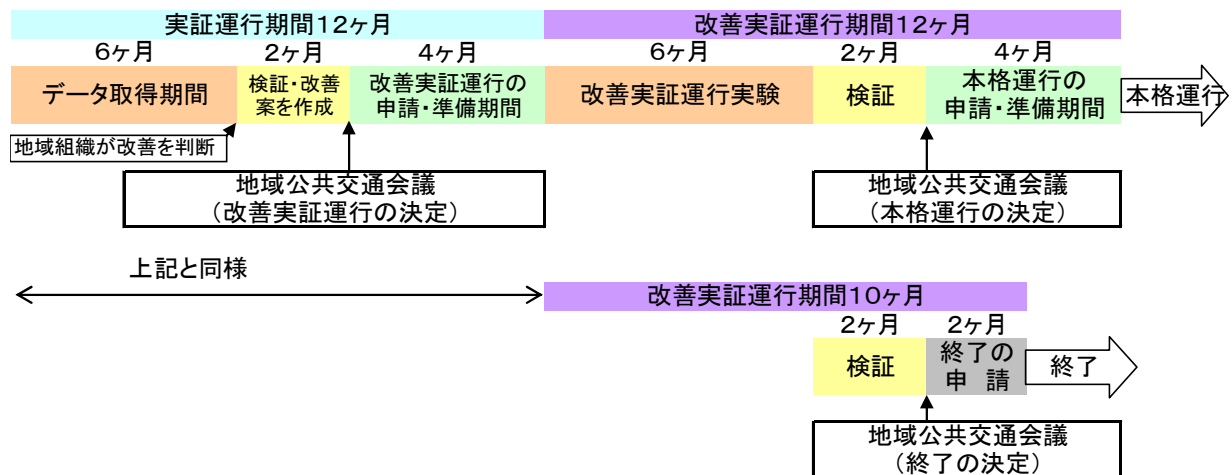 実証運行期間12ヶ月
改善実証運行期間12ヶ月
6ヶ月
2ヶ月
4ヶ月
6ヶ月
2ヶ月
4ヶ月
データ取得期間
検証・改善
案を作成
改善実証運行の
申請・準備期間
改善実証運行実験
検証
本格運行の
申請・準備期間
本格運行
地域組織が改善を判断
地域公共交通会議
(改善実証運行の決定)
地域公共交通会議
(本格運行の決定)
上記と同様
改善実証運行期間10ヶ月
2ヶ月
2ヶ月
検証
終了の
申 請
終了
地域公共交通会議
(終了の決定)